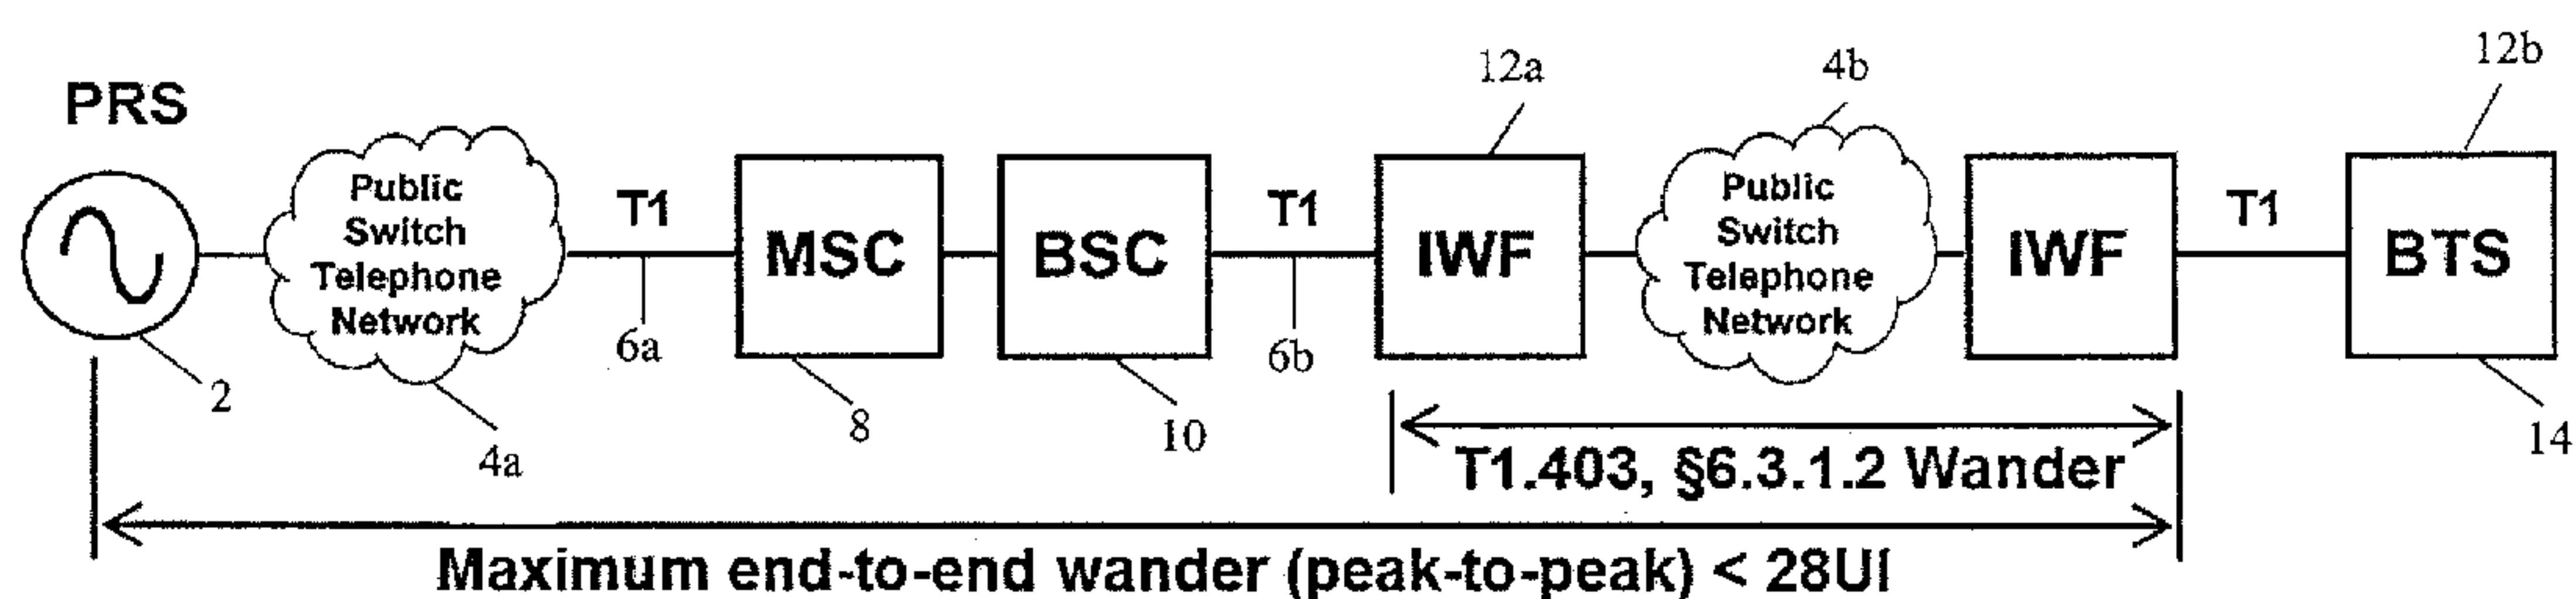 12a
4b
12b
PRS
Public
Switch
Telephone
Network
T1
MSC
BSC
T1
IWF
Public
Switch
Telephone
Network
IWF
T1
BTS
2
4a
6a
8
10
6b
14
T1.403, §6.3.1.2 Wander
Maximum end-to-end wander (peak-to-peak) < 28UI